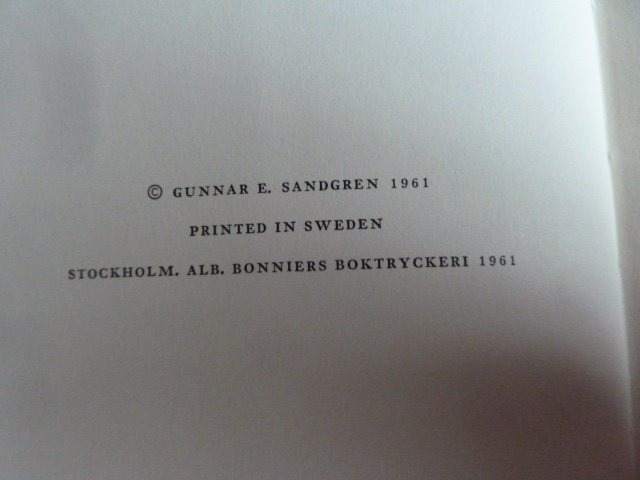 © GUNNAR E. SANDGREN 1961
PRINTED IN SWEDEN
STOCKHOLM. ALB. BONNIERS BOKTRYCKERI 1961